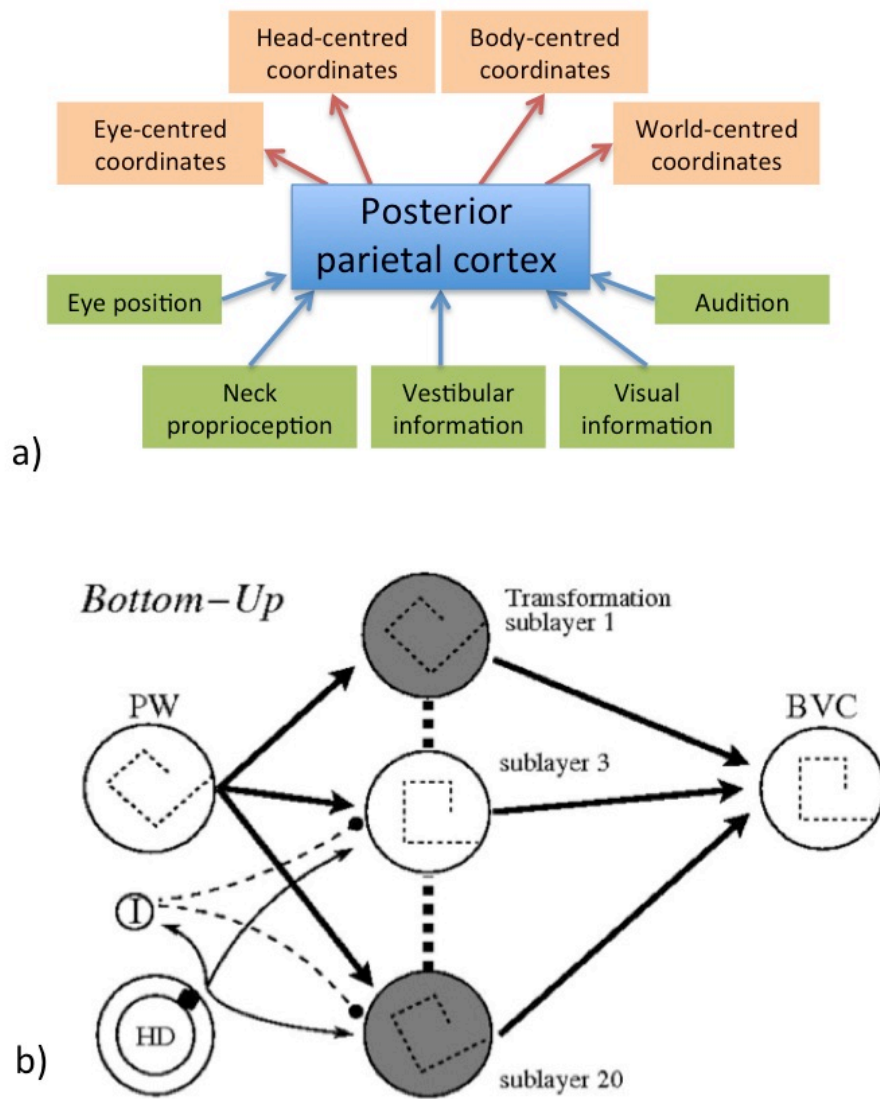 Head-centred
coordinates
Body-centred
coordinates
Eye-centred
coordinates
World-centred
coordinates
Posterior
parietal cortex
Eye position
Audition
Neck
proprioception
Vestibular
information
Visual
information
a)
Bottom-Up
Transformation
sublayer 1
PW
BVC
sublayer 3
I
HD
sublayer 20
b)